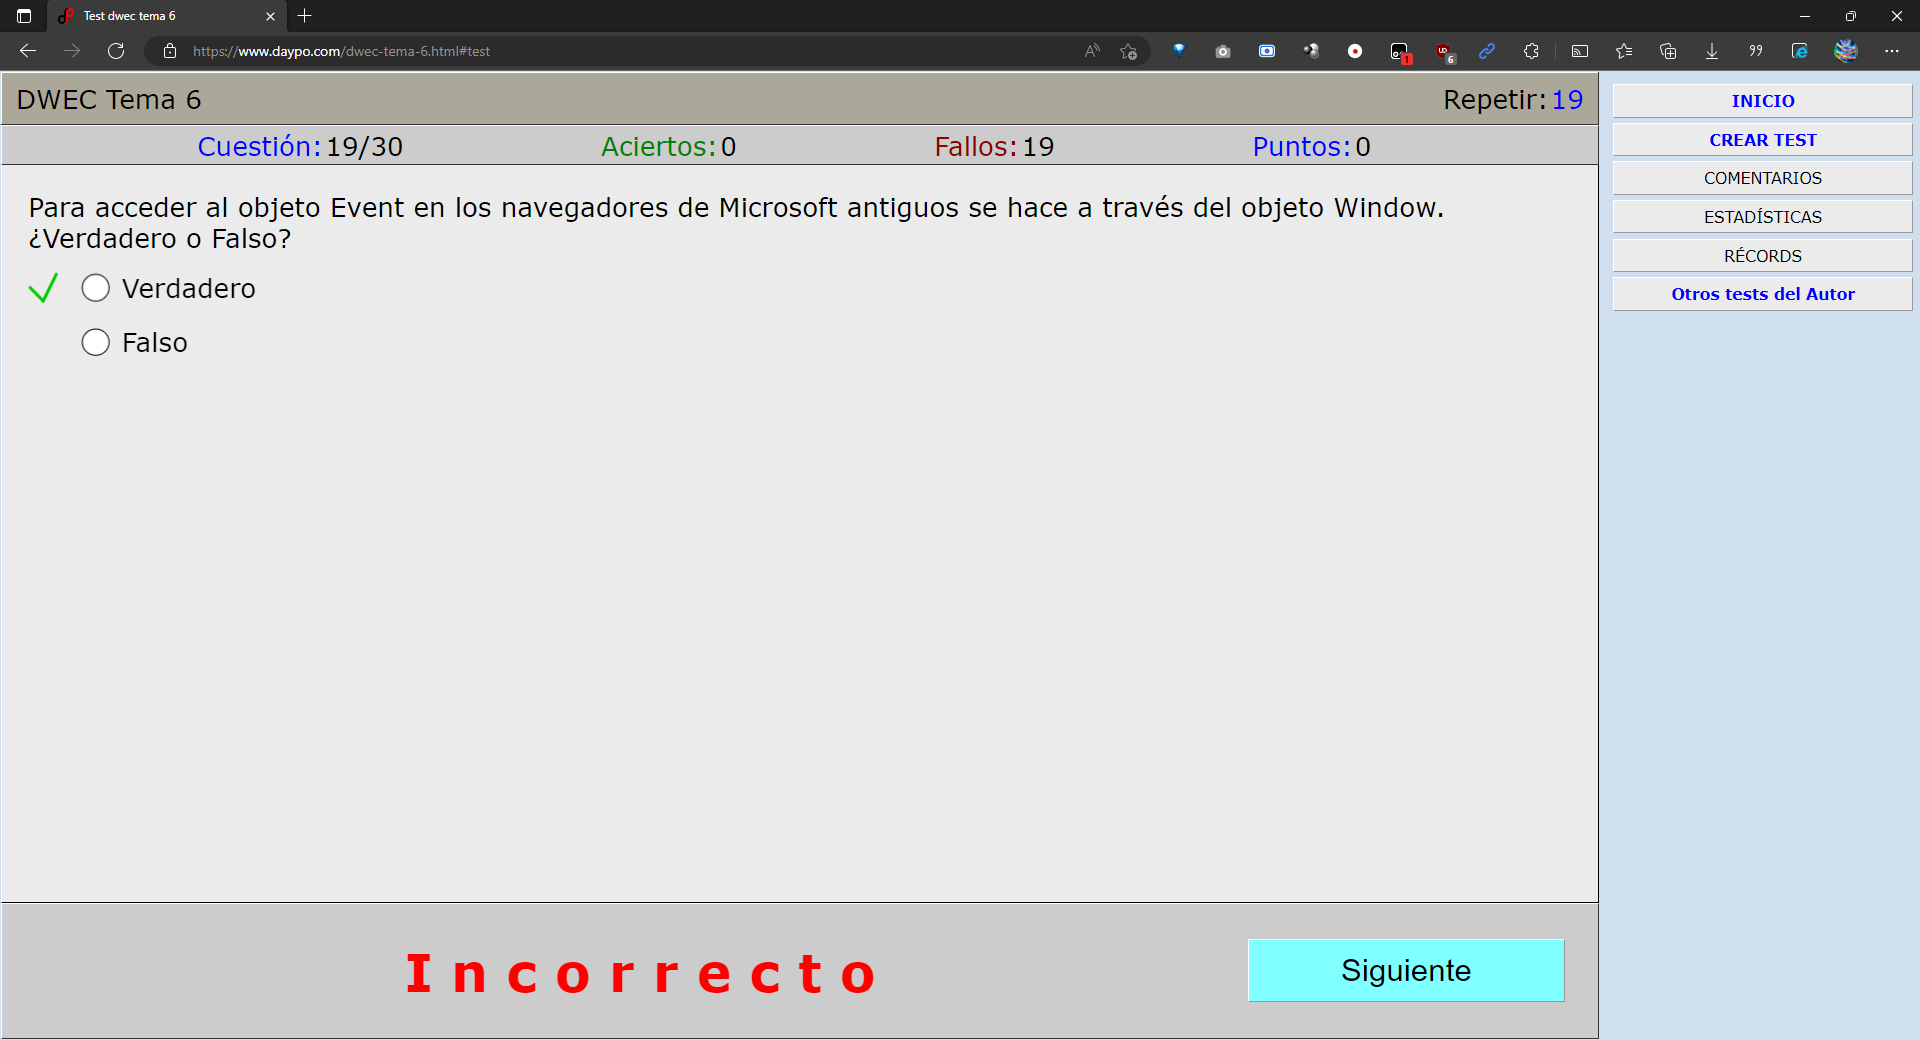 Test dwec tema 6
https://www.daypo.com/dwec-tema-6.html#test
1
6
DWEC Tema 6
Repetir: 19
Cuestión: 19/30
Aciertos: 0
Fallos: 19
Puntos: 0
Para acceder al objeto Event en los navegadores de Microsoft antiguos se hace a través del objeto Window.
¿Verdadero o Falso?
Verdadero
Falso
Incorrecto
Siguiente
INICIO
CREAR TEST
COMENTARIOS
ESTADÍSTICAS
RÉCORDS
Otros tests del Autor